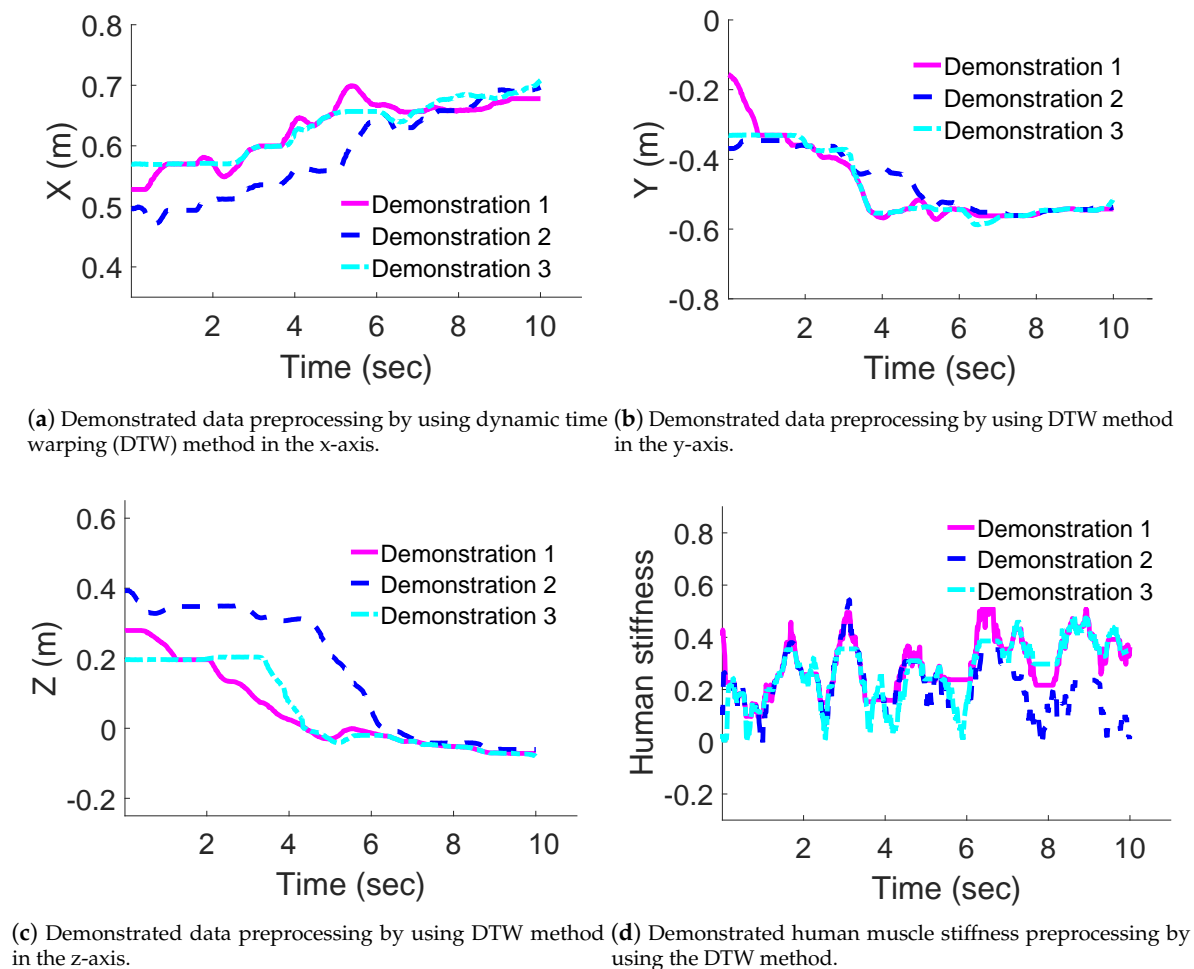 0.8
0.7
0.6
0.5
0.4
X (m)
Demonstration 1
Demonstration 2
Demonstration 3
2 4 6 8 10
Time (sec)
-0
-0.2
-0.4
-0.6
-0.8
Y (m)
Demonstration 1
Demonstration 2
Demonstration 3
2 4 6 8 10
Time (sec)
(a) Demonstrated data preprocessing by using dynamic time
warping (DTW) method in the x-axis.
(b) Demonstrated data preprocessing by using DTW method
in the y-axis.
0.6
0.4
0.2
0
-0.2
Z (m)
Demonstration 1
Demonstration 2
Demonstration 3
2 4 6 8 10
Time (sec)
0.8
0.6
0.4
0.2
0
-0.2
Human stiffness
Demonstration 1
Demonstration 2
Demonstration 3
2 4 6 8 10
Time (sec)
(c) Demonstrated data preprocessing by using DTW method
in the z-axis.
(d) Demonstrated human muscle stiffness preprocessing by
using the DTW method.